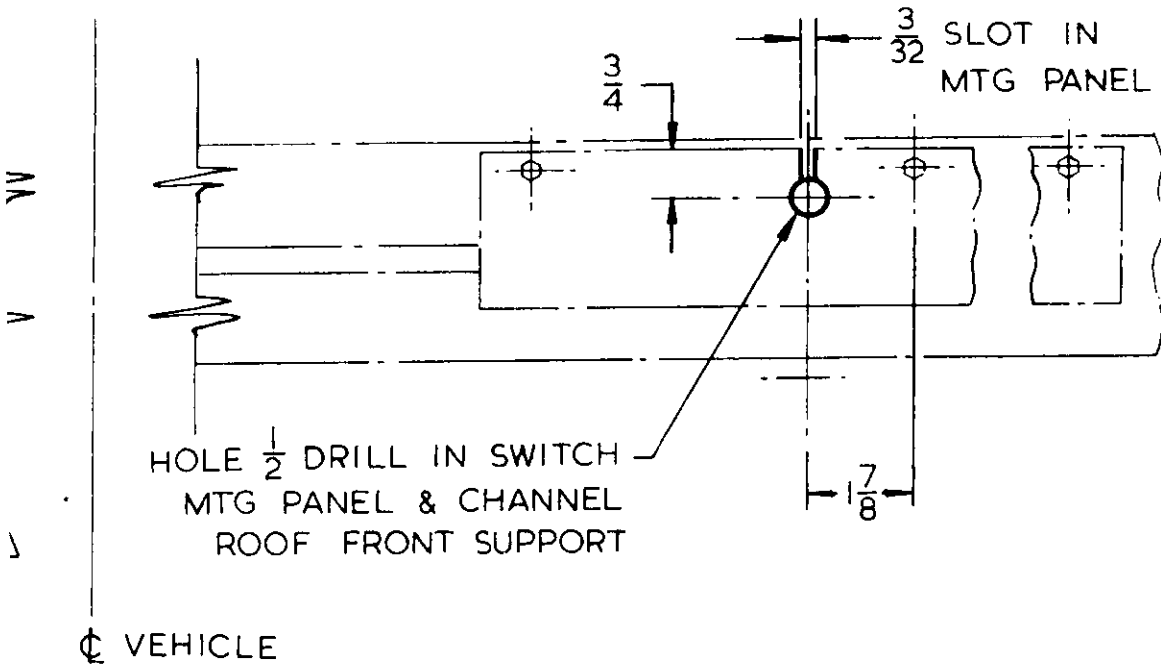 3/32 SLOT IN
MTG PANEL
3/4
HOLE 1/2 DRILL IN SWITCH
MTG PANEL & CHANNEL
ROOF FRONT SUPPORT
1 7/8
℄ VEHICLE